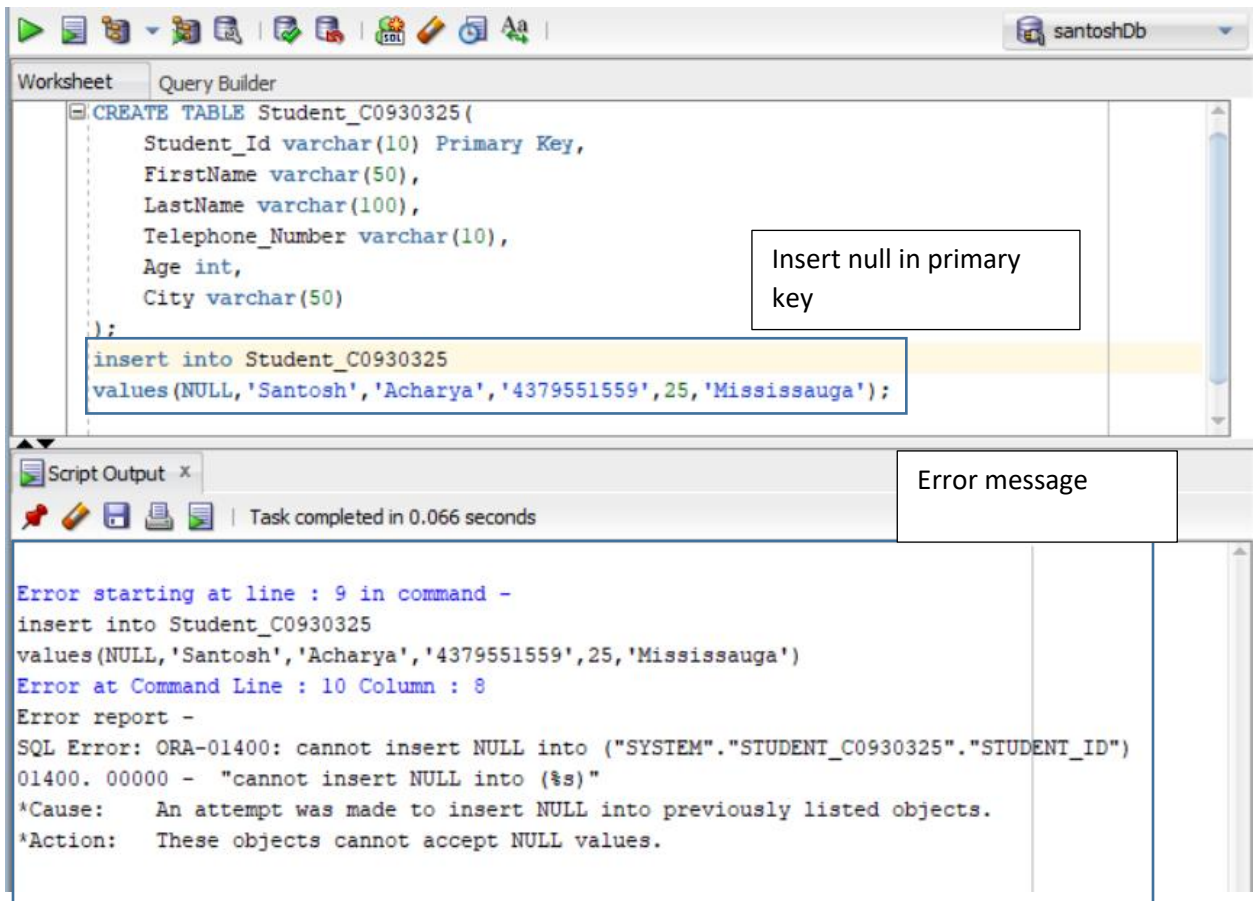 santoshDb
Worksheet Query Builder
CREATE TABLE Student_C0930325(
Student_Id varchar(10) Primary Key,
FirstName varchar(50),
LastName varchar(100),
Telephone_Number varchar(10),
Age int,
City varchar(50)
);
insert into Student_C0930325
values(NULL,'Santosh','Acharya','4379551559',25,'Mississauga');
Insert null in primary
key
Script Output x
Task completed in 0.066 seconds
Error message
Error starting at line : 9 in command -
insert into Student_C0930325
values(NULL,'Santosh','Acharya','4379551559',25,'Mississauga')
Error at Command Line : 10 Column : 8
Error report -
SQL Error: ORA-01400: cannot insert NULL into ("SYSTEM"."STUDENT_C0930325"."STUDENT_ID")
01400. 00000 - "cannot insert NULL into (%s)"
*Cause: An attempt was made to insert NULL into previously listed objects.
*Action: These objects cannot accept NULL values.